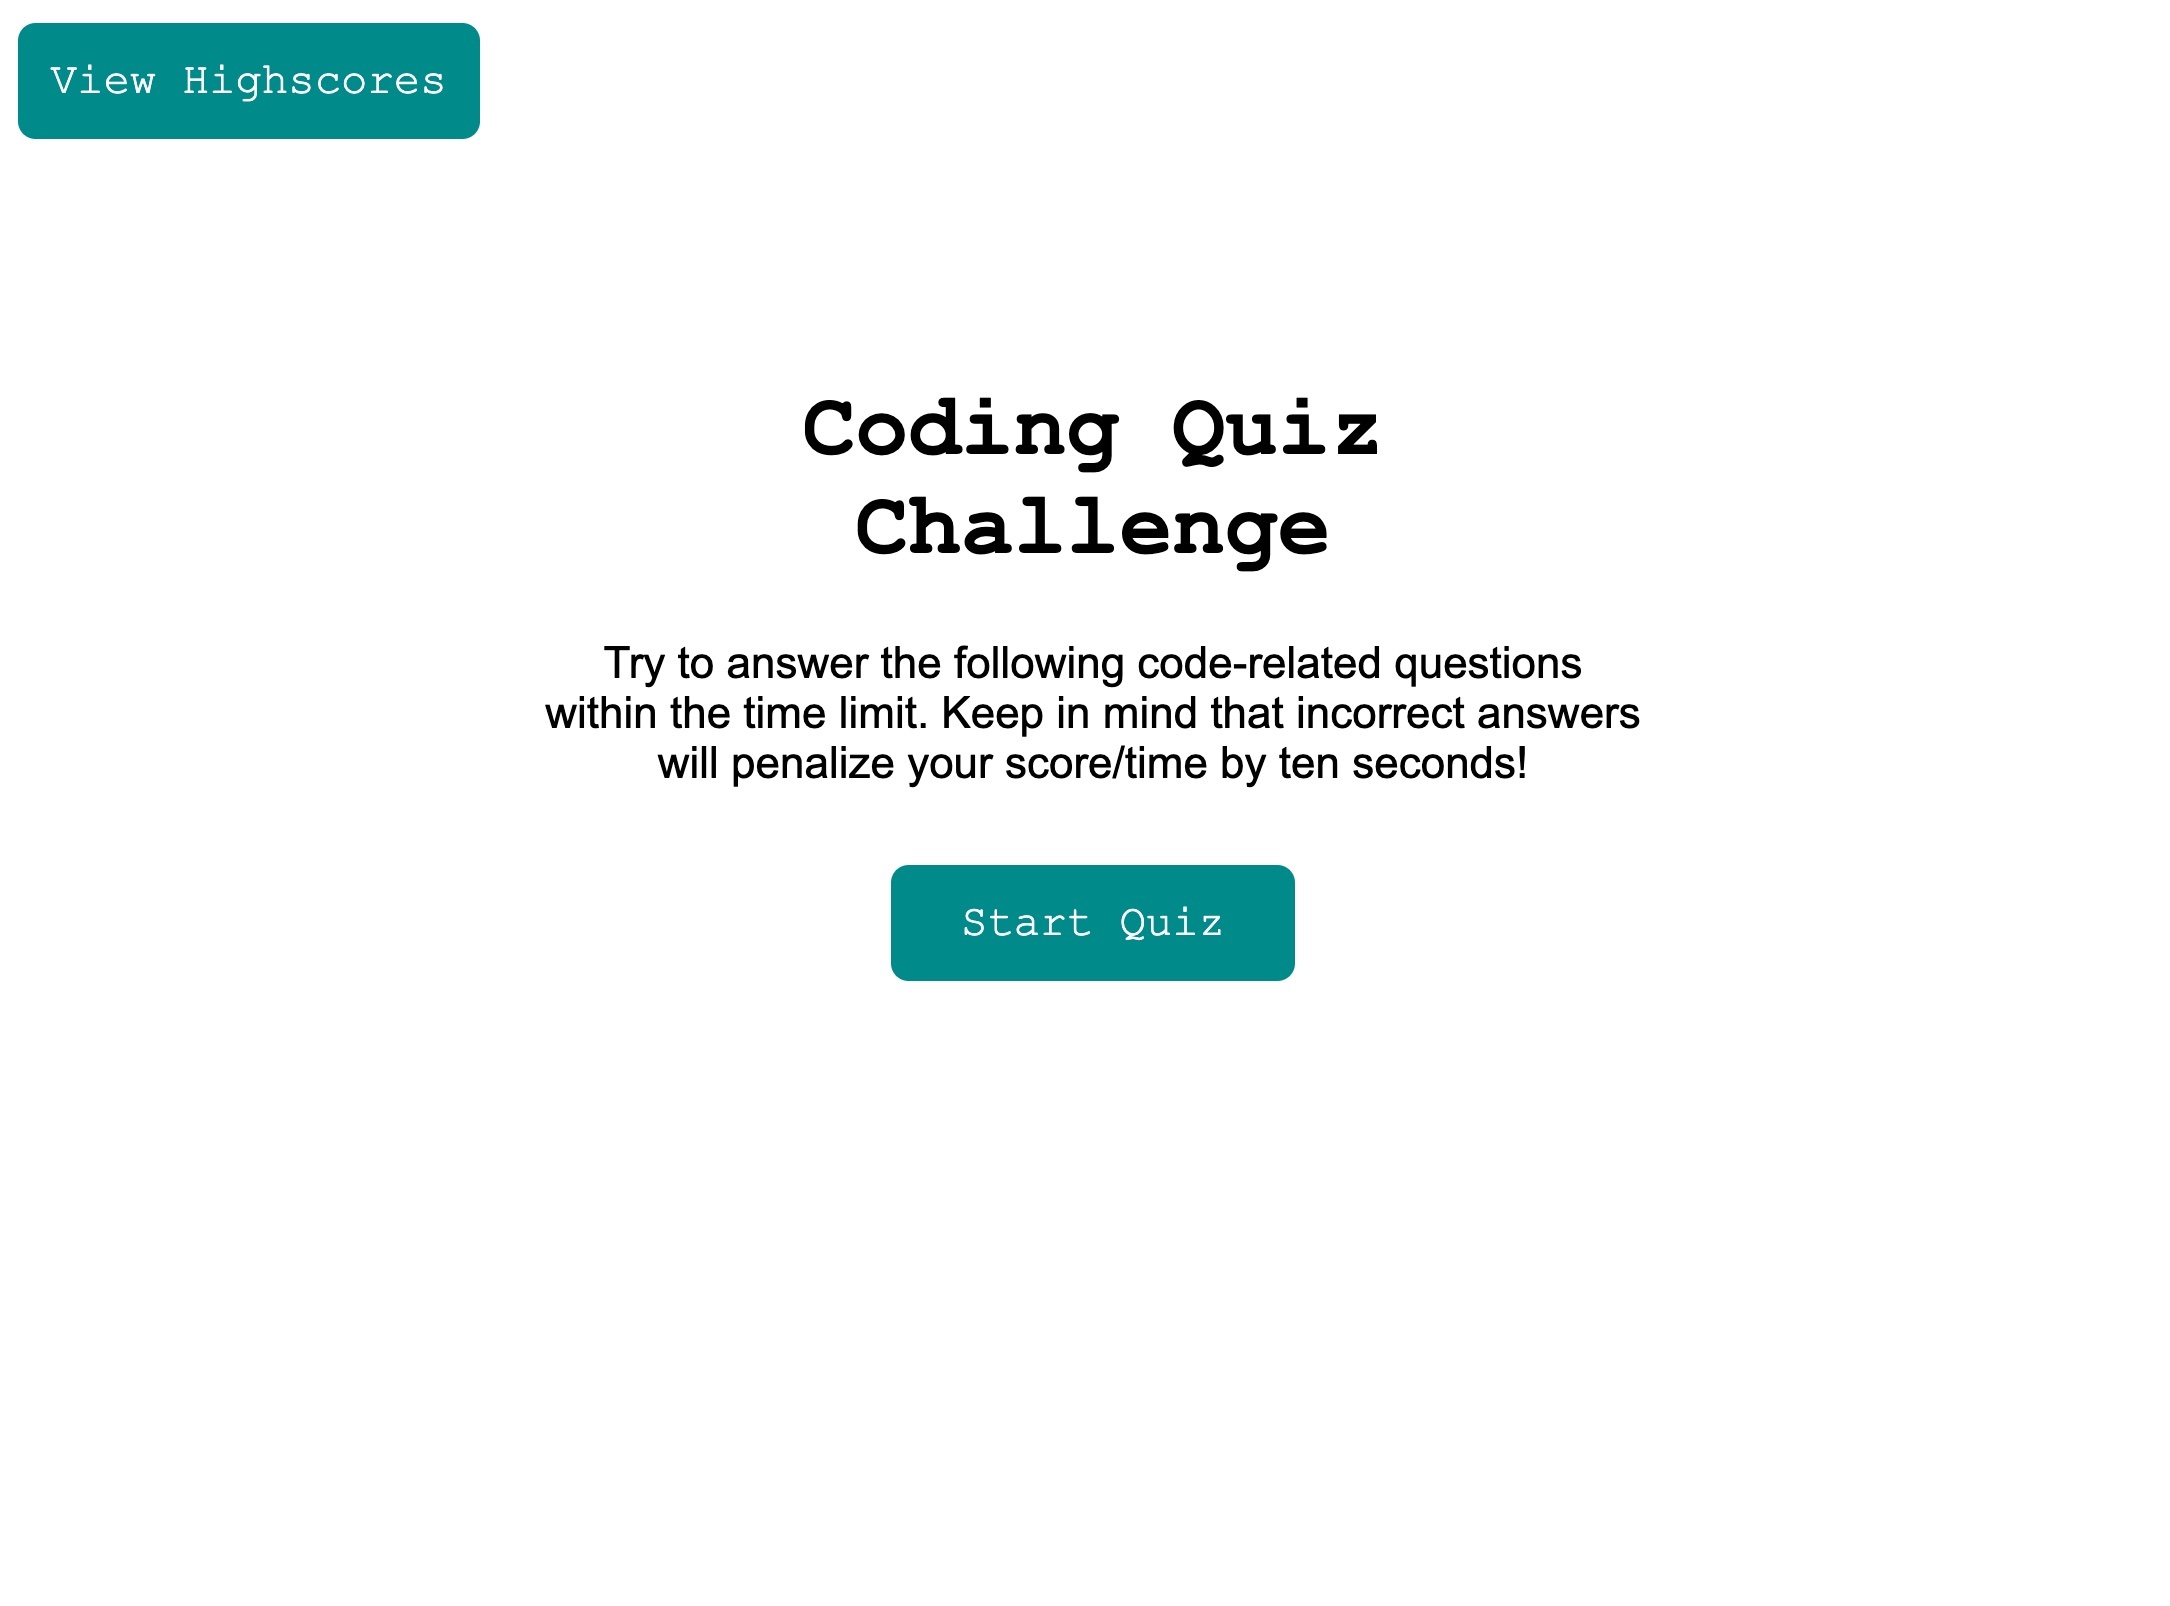 View Highscores
Coding Quiz
Challenge
Try to answer the following code-related questions
within the time limit. Keep in mind that incorrect answers
will penalize your score/time by ten seconds!
Start Quiz